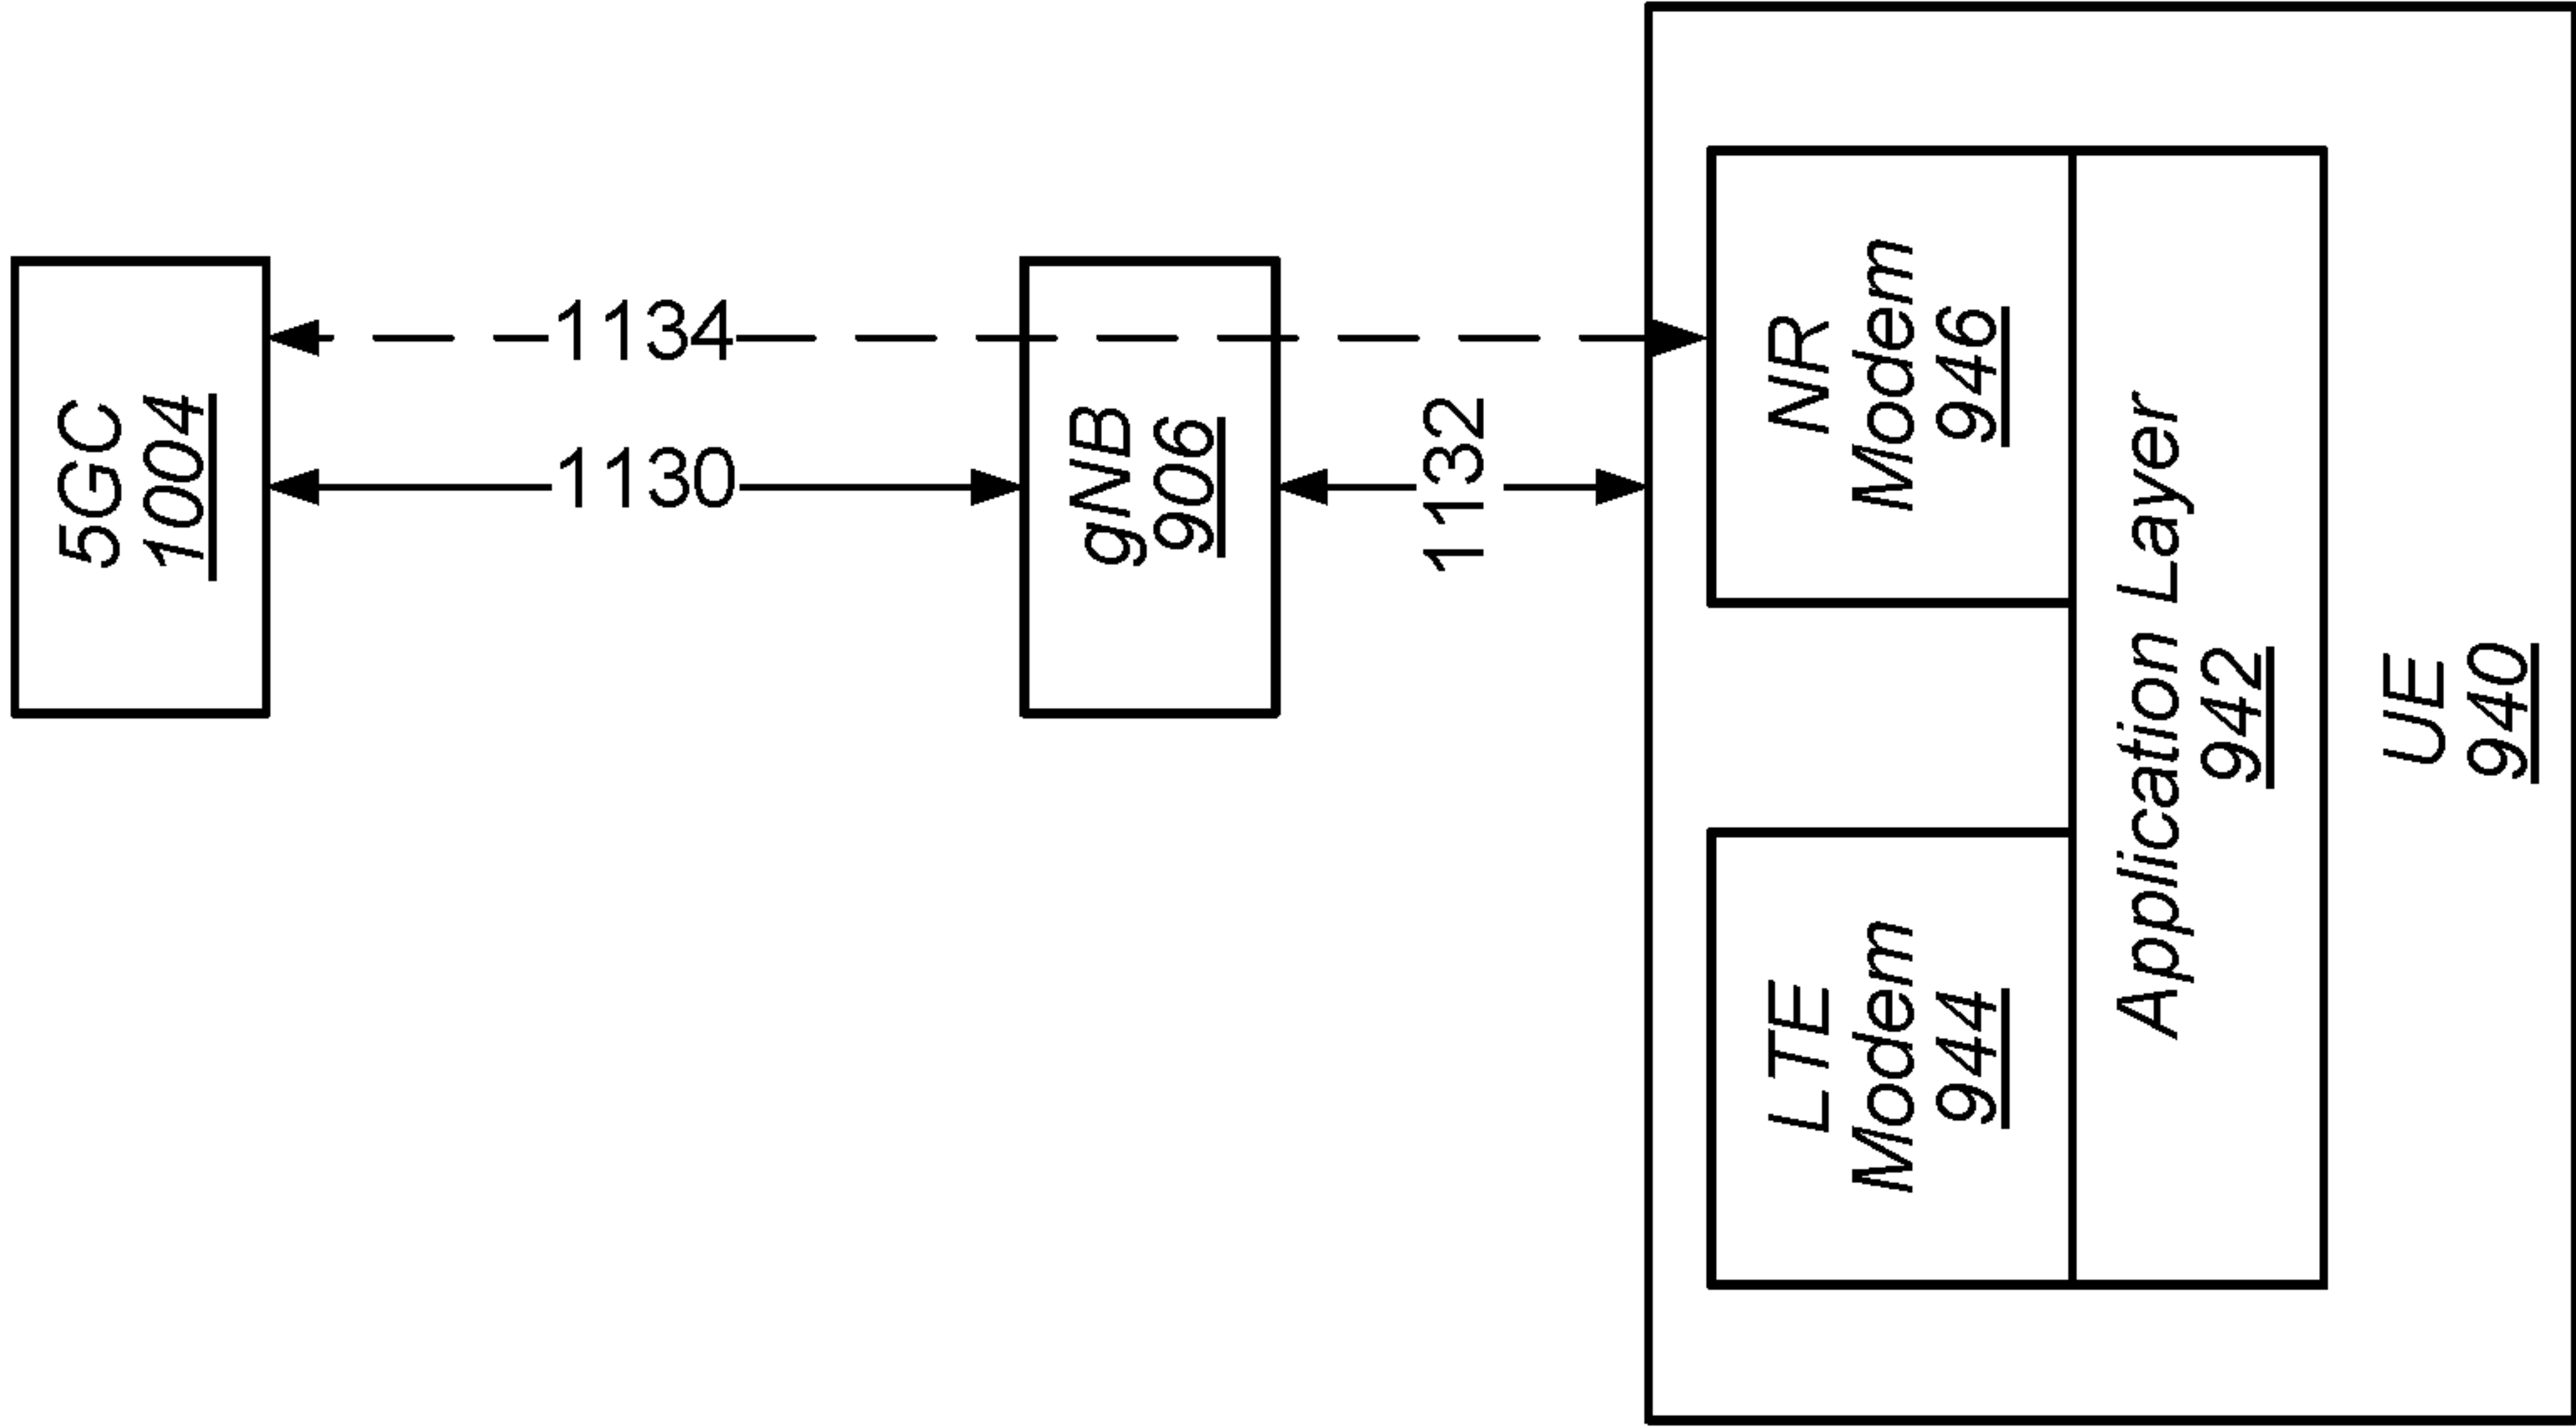 5GC
1004
1134
1130
gNB
906
1132
NR
Modem
946
LTE
Modem
944
Application Layer
942
UE
940